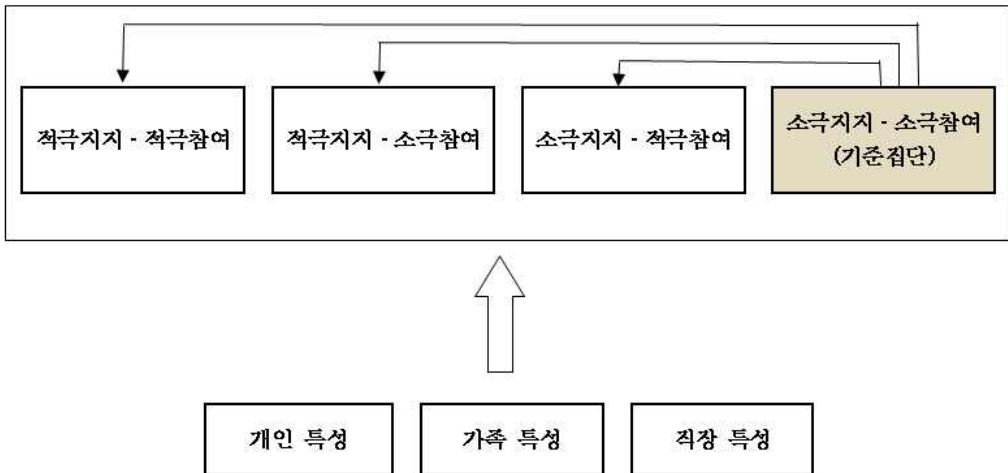 적극지지 - 적극참여
적극지지 - 소극참여
소극지지 - 적극참여
소극지지 - 소극참여
(기준집단)
개인 특성
가족 특성
직장 특성